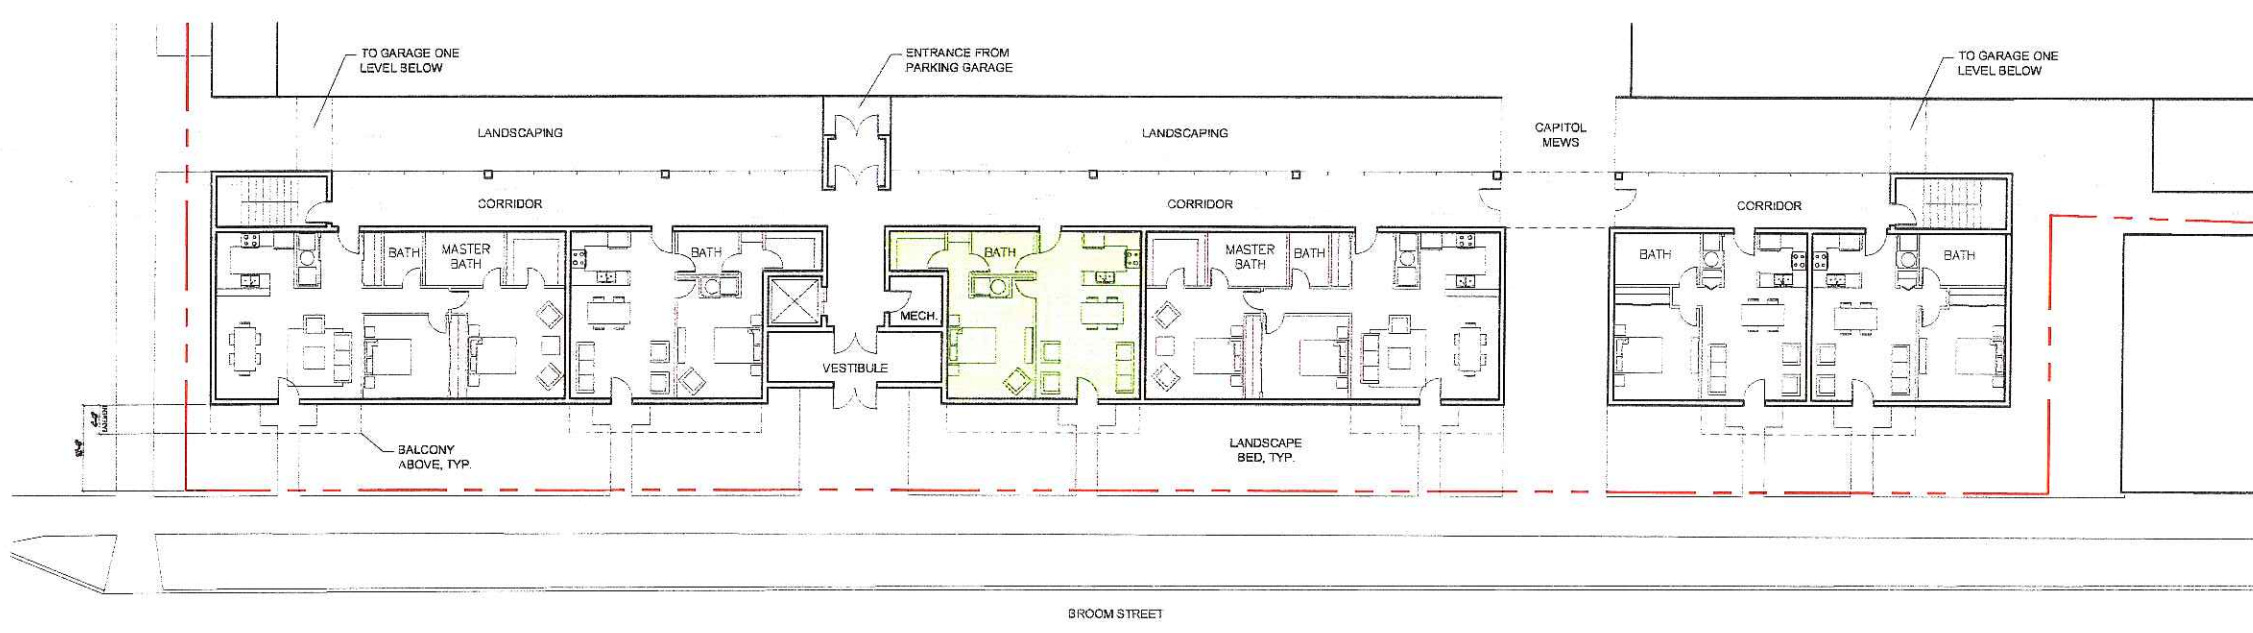 TO GARAGE ONE
LEVEL BELOW
ENTRANCE FROM
PARKING GARAGE
TO GARAGE ONE
LEVEL BELOW
LANDSCAPING
LANDSCAPING
CAPITOL
MEWS
CORRIDOR
CORRIDOR
CORRIDOR
BATH
MASTER
BATH
BATH
BATH
MASTER
BATH
BATH
BATH
BATH
MECH.
VESTIBULE
BALCONY
ABOVE, TYP.
LANDSCAPE
BED, TYP.
BROOM STREET